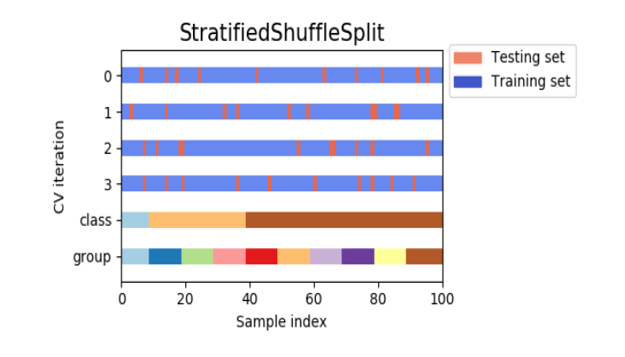 StratifiedShuffleSplit
Testing set
Training set
CV iteration
0
1
2
3
class
group
0 20 40 60 80 100
Sample index